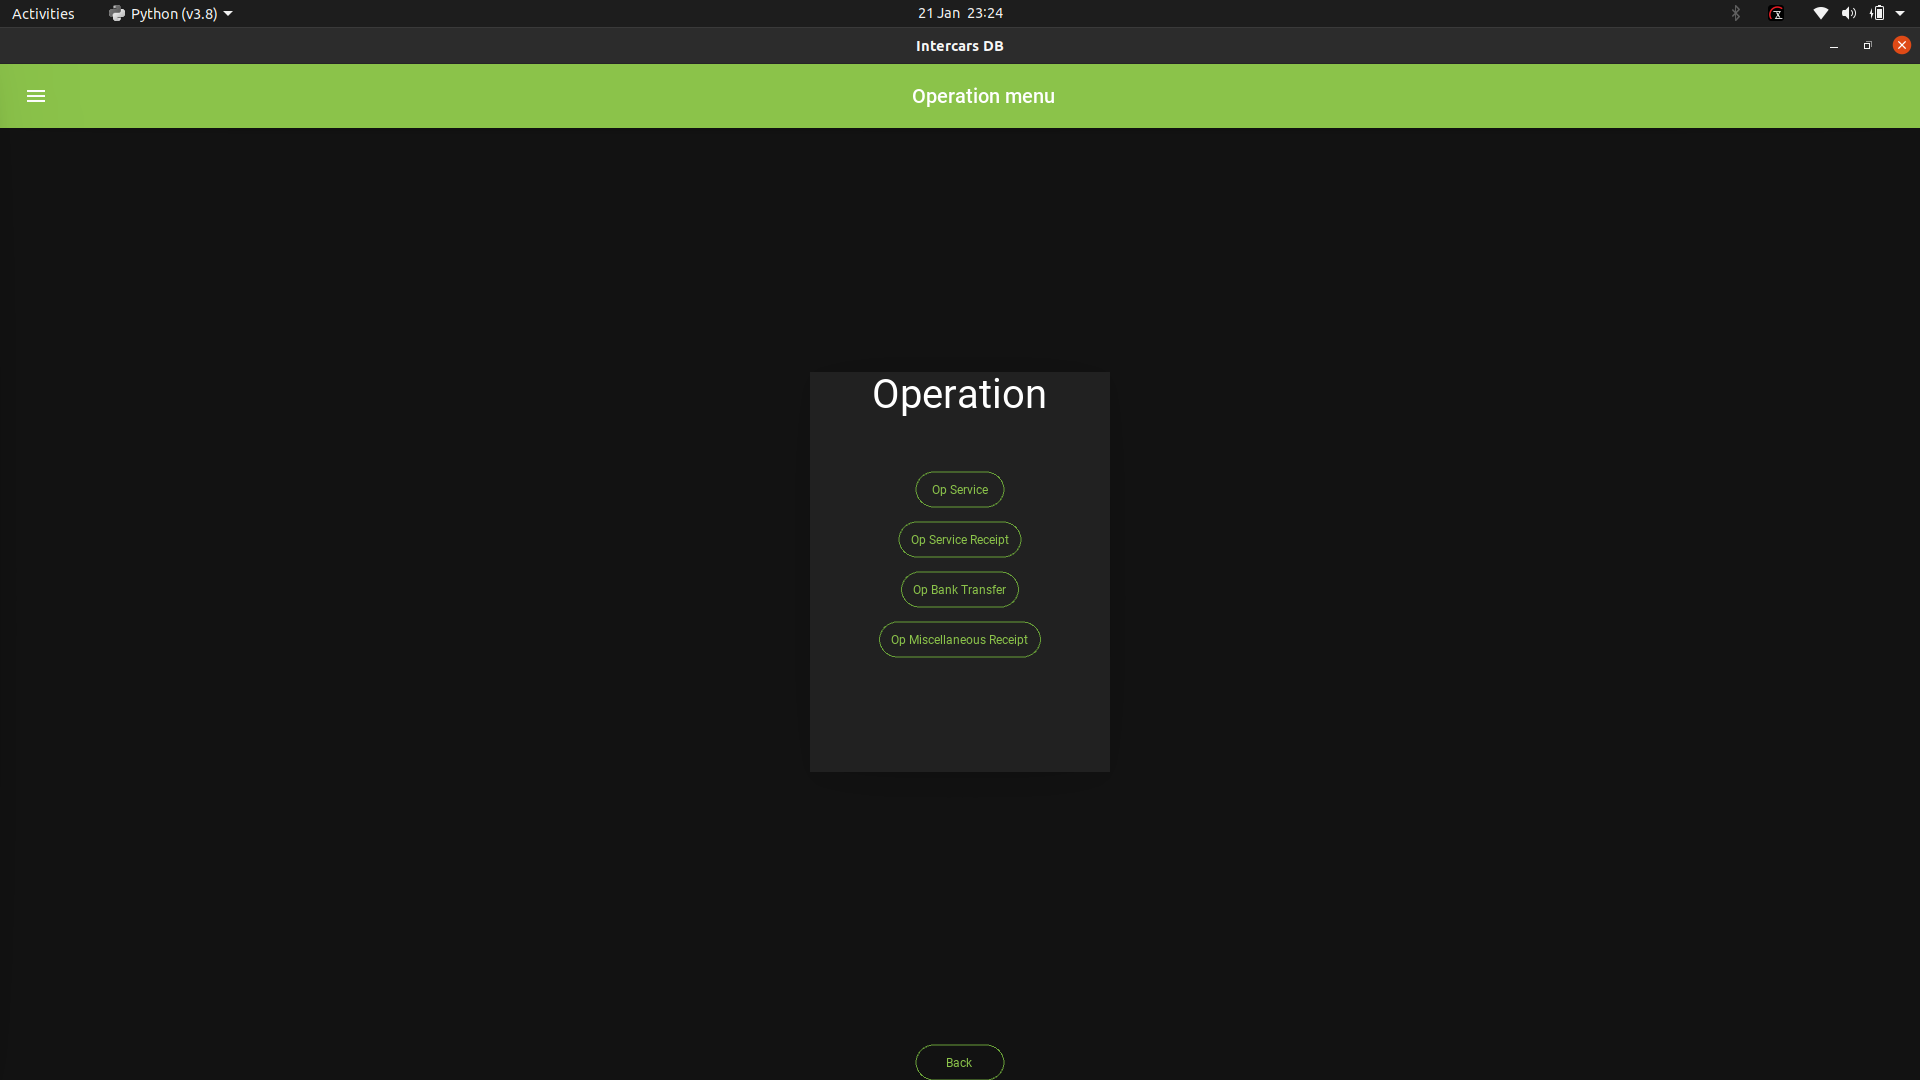 Activities Python (v3.8) 21 Jan 23:24
Intercars DB
Operation menu
Operation
Op Service
Op Service Receipt
Op Bank Transfer
Op Miscellaneous Receipt
Back